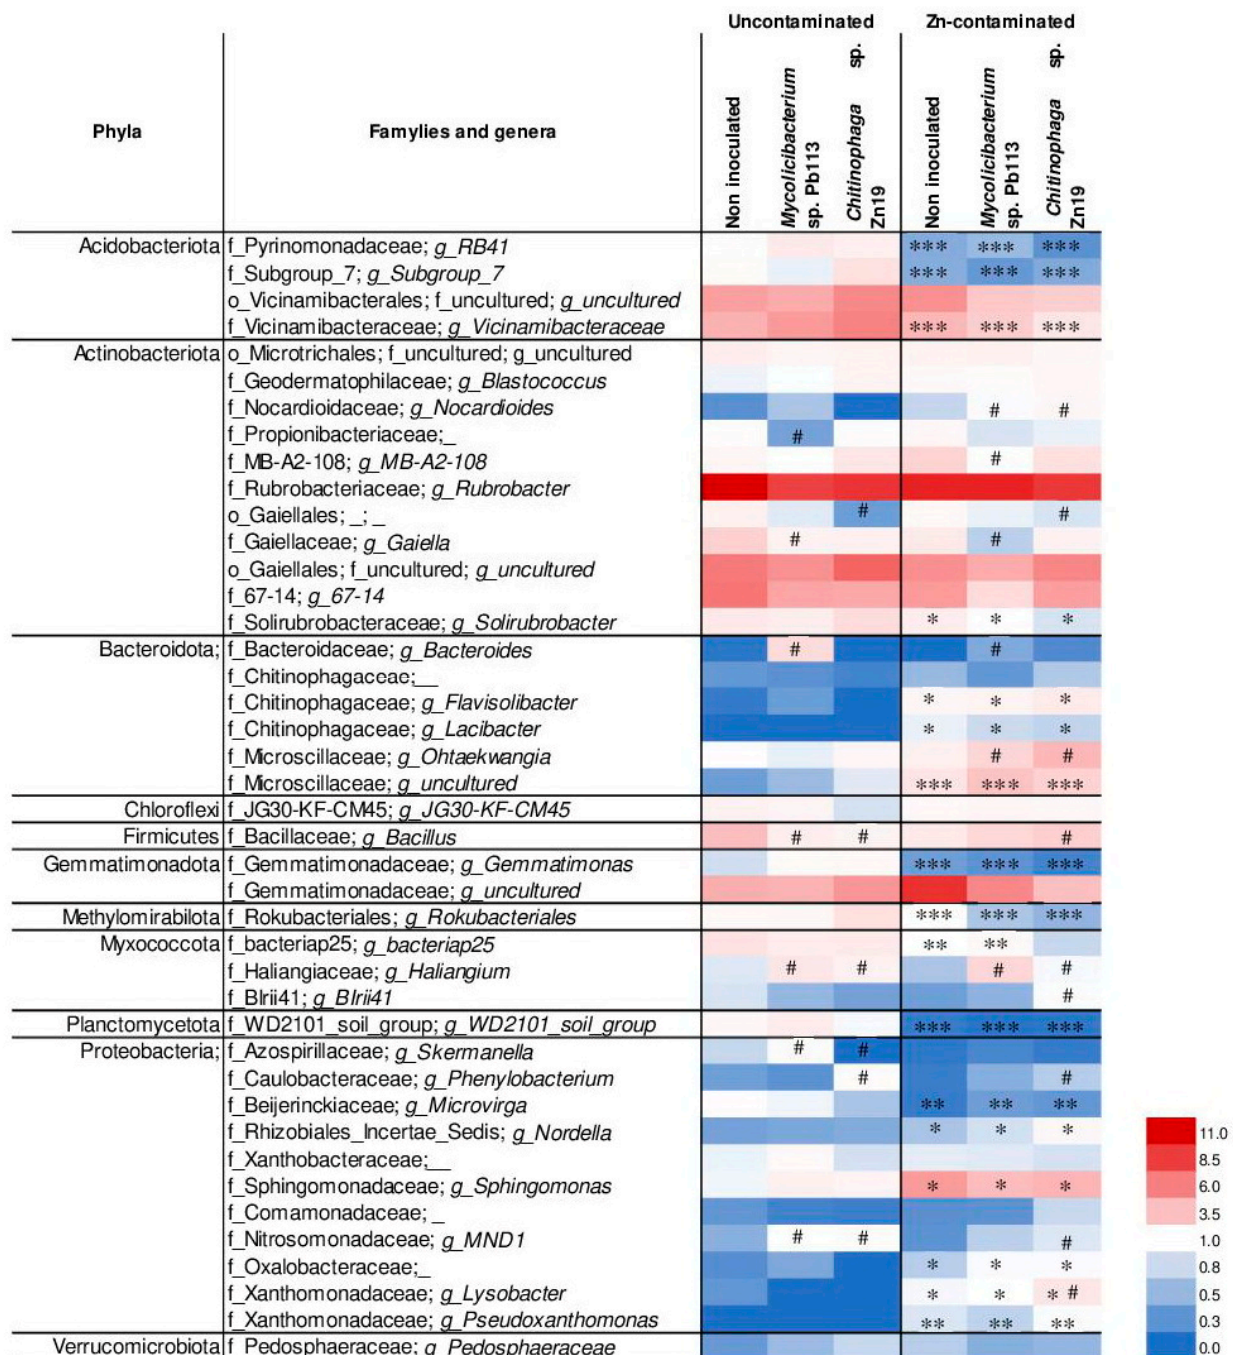 Uncontaminated Zn-contaminated
Phyla Famylies and genera Non inoculated Mycolicibacterium sp. Pb113 Chitinophaga sp. Zn19 Non inoculated Mycolicibacterium sp. Pb113 Chitinophaga sp. Zn19
Acidobacteriota f_Pyrinomonadaceae; g_RB41 *** *** ***
f_Subgroup_7; g_Subgroup_7 *** *** ***
o_Vicinamibacterales; f_uncultured; g_uncultured
f_Vicinamibacteraceae; g_Vicinamibacteraceae *** *** ***
Actinobacteriota o_Microtrichales; f_uncultured; g_uncultured
f_Geodermatophilaceae; g_Blastococcus
f_Nocardioidaceae; g_Nocardioides # #
f_Propionibacteriaceae;_ #
f_MB-A2-108; g_MB-A2-108 #
f_Rubrobacteriaceae; g_Rubrobacter
o_Gaiellales; _; _ # #
f_Gaiellaceae; g_Gaiella # #
o_Gaiellales; f_uncultured; g_uncultured
f_67-14; g_67-14
f_Solirubrobacteraceae; g_Solirubrobacter * * *
Bacteroidota; f_Bacteroidaceae; g_Bacteroides # #
f_Chitinophagaceae;__
f_Chitinophagaceae; g_Flavisolibacter * * *
f_Chitinophagaceae; g_Lacibacter * * *
f_Microscillaceae; g_Ohtaekwangia # #
f_Microscillaceae; g_uncultured *** *** ***
Chloroflexi f_JG30-KF-CM45; g_JG30-KF-CM45
Firmicutes f_Bacillaceae; g_Bacillus # # #
Gemmatimonadota f_Gemmatimonadaceae; g_Gemmatimonas *** *** ***
f_Gemmatimonadaceae; g_uncultured
Methylomirabilota f_Rokubacteriales; g_Rokubacteriales *** *** ***
Myxococcota f_bacteriap25; g_bacteriap25 ** **
f_Haliangiaceae; g_Haliangium # # # #
f_BIrii41; g_BIrii41 #
Planctomycetota f_WD2101_soil_group; g_WD2101_soil_group *** *** ***
Proteobacteria; f_Azospirillaceae; g_Skermanella # #
f_Caulobacteraceae; g_Phenylobacterium # #
f_Beijerinckiaceae; g_Microvirga ** ** **
f_Rhizobiales_Incertae_Sedis; g_Nordella * * *
f_Xanthobacteraceae;__
f_Sphingomonadaceae; g_Sphingomonas * * *
f_Comamonadaceae; _
f_Nitrosomonadaceae; g_MND1 # # #
f_Oxalobacteraceae;_ * * *
f_Xanthomonadaceae; g_Lysobacter * * * #
f_Xanthomonadaceae; g_Pseudoxanthomonas ** ** **
Verrucomicrobiota f_Pedosphaeraceae; g_Pedosphaeraceae
11.0
8.5
6.0
3.5
1.0
0.8
0.5
0.3
0.0